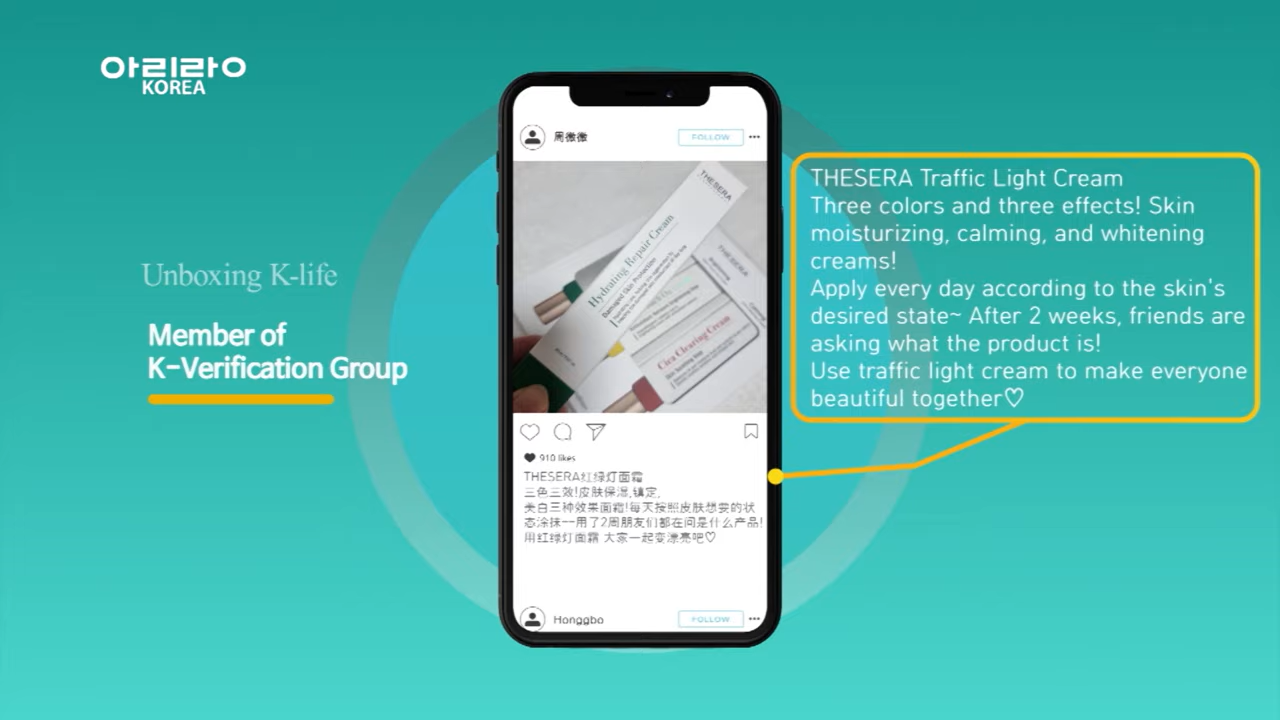 아리랑
KOREA
Unboxing K-life
Member of
K-Verification Group
周微微
FOLLOW
THESERA
Hydrating Repair Cream
Damaged Skin Protection
THESERA
Cica Clearing Cream
910 likes
THESERA红绿灯面霜
三色三效!皮肤保湿,镇定,
美白三种效果面霜!每天按照皮肤想要的状
态涂抹--用了2周朋友们都在问是什么产品!
用红绿灯面霜 大家一起变漂亮吧♡
Honggbo
FOLLOW
THESERA Traffic Light Cream
Three colors and three effects! Skin
moisturizing, calming, and whitening
creams!
Apply every day according to the skin's
desired state~ After 2 weeks, friends are
asking what the product is!
Use traffic light cream to make everyone
beautiful together♡